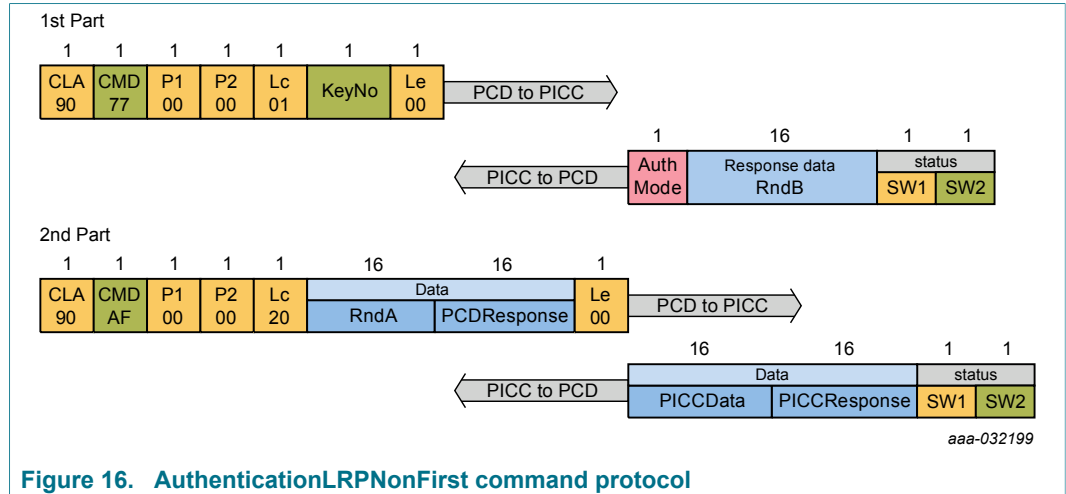 1st Part
1 1 1 1 1 1 1
CLA CMD P1 P2 Lc KeyNo Le
90 77 00 00 01 00
PCD to PICC
1 16 1 1
PICC to PCD
Auth Response data status
Mode RndB SW1 SW2
2nd Part
1 1 1 1 1 16 16 1
CLA CMD P1 P2 Lc Data Le
90 AF 00 00 20 RndA PCDResponse 00
PCD to PICC
16 16 1 1
PICC to PCD
Data status
PICCData PICCResponse SW1 SW2
aaa-032199
Figure 16. AuthenticationLRPNonFirst command protocol